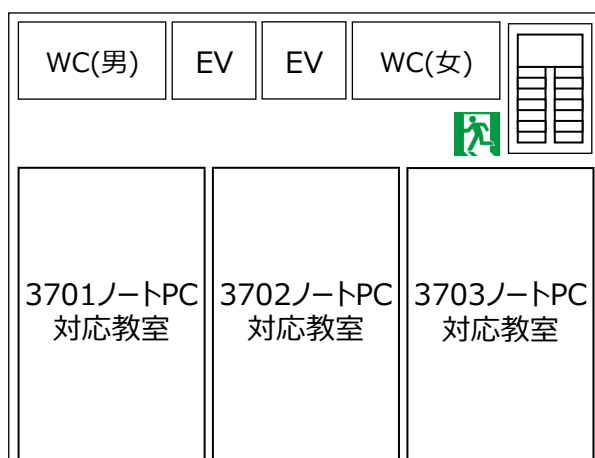 WC(男)
EV
EV
WC(女)
3701ノートPC
対応教室
3702ノートPC
対応教室
3703ノートPC
対応教室